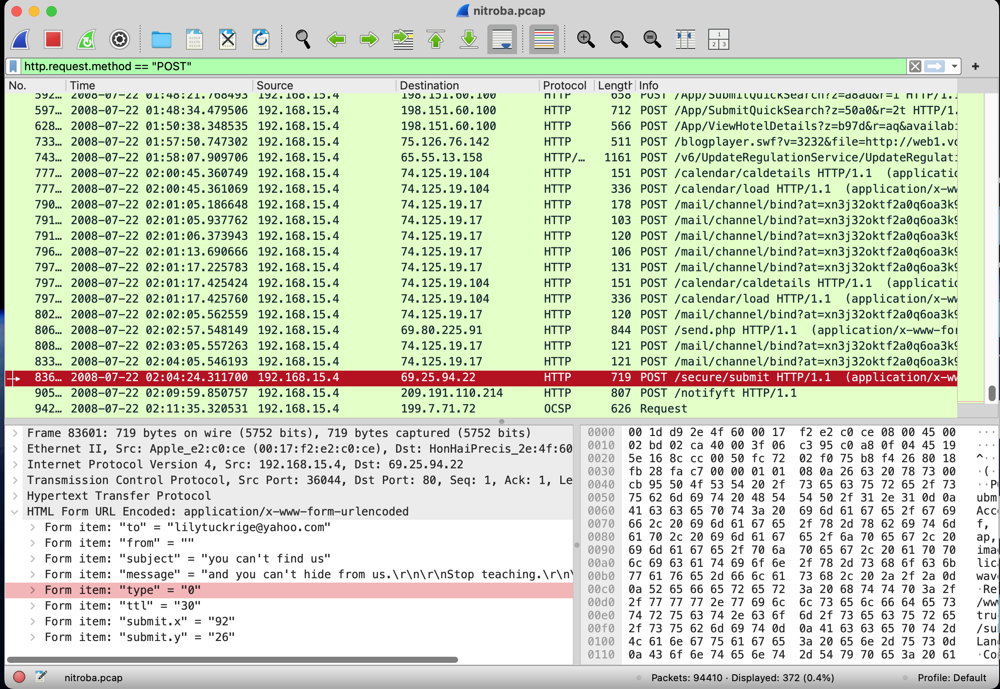 nitroba.pcap
http.request.method == "POST"
No. Time Source Destination Protocol Length Info
592… 2008-07-22 01:48:21.768493 192.168.15.4 198.151.60.100 HTTP 658 POST /App/SubmitQuickSearch?z=a8ad&r=1 HTTP/1.1
597… 2008-07-22 01:48:34.479506 192.168.15.4 198.151.60.100 HTTP 712 POST /App/SubmitQuickSearch?z=50a0&r=2t HTTP/1.
628… 2008-07-22 01:50:38.348535 192.168.15.4 198.151.60.100 HTTP 566 POST /App/ViewHotelDetails?z=b97d&r=aq&availabi
733… 2008-07-22 01:57:50.747302 192.168.15.4 75.126.76.142 HTTP 511 POST /blogplayer.swf?v=3232&file=http://web1.vo
743… 2008-07-22 01:58:07.909706 192.168.15.4 65.55.13.158 HTTP/… 1161 POST /v6/UpdateRegulationService/UpdateRegulati
777… 2008-07-22 02:00:45.360749 192.168.15.4 74.125.19.104 HTTP 151 POST /calendar/caldetails HTTP/1.1 (applicatio
777… 2008-07-22 02:00:45.361069 192.168.15.4 74.125.19.104 HTTP 336 POST /calendar/load HTTP/1.1 (application/x-ww
790… 2008-07-22 02:01:05.186648 192.168.15.4 74.125.19.17 HTTP 178 POST /mail/channel/bind?at=xn3j32oktf2a0q6oa3k9
791… 2008-07-22 02:01:05.937762 192.168.15.4 74.125.19.17 HTTP 103 POST /mail/channel/bind?at=xn3j32oktf2a0q6oa3k9
791… 2008-07-22 02:01:06.373943 192.168.15.4 74.125.19.17 HTTP 120 POST /mail/channel/bind?at=xn3j32oktf2a0q6oa3k9
796… 2008-07-22 02:01:13.690666 192.168.15.4 74.125.19.17 HTTP 106 POST /mail/channel/bind?at=xn3j32oktf2a0q6oa3k9
797… 2008-07-22 02:01:17.225783 192.168.15.4 74.125.19.17 HTTP 131 POST /mail/channel/bind?at=xn3j32oktf2a0q6oa3k9
797… 2008-07-22 02:01:17.425424 192.168.15.4 74.125.19.104 HTTP 151 POST /calendar/caldetails HTTP/1.1 (applicatio
797… 2008-07-22 02:01:17.425760 192.168.15.4 74.125.19.104 HTTP 336 POST /calendar/load HTTP/1.1 (application/x-ww
802… 2008-07-22 02:02:05.562559 192.168.15.4 74.125.19.17 HTTP 120 POST /mail/channel/bind?at=xn3j32oktf2a0q6oa3k9
806… 2008-07-22 02:02:57.548149 192.168.15.4 69.80.225.91 HTTP 844 POST /send.php HTTP/1.1 (application/x-www-for
808… 2008-07-22 02:03:05.557263 192.168.15.4 74.125.19.17 HTTP 121 POST /mail/channel/bind?at=xn3j32oktf2a0q6oa3k9
833… 2008-07-22 02:04:05.546193 192.168.15.4 74.125.19.17 HTTP 121 POST /mail/channel/bind?at=xn3j32oktf2a0q6oa3k9
836… 2008-07-22 02:04:24.311700 192.168.15.4 69.25.94.22 HTTP 719 POST /secure/submit HTTP/1.1 (application/x-ww
905… 2008-07-22 02:09:59.850757 192.168.15.4 209.191.110.214 HTTP 807 POST /notifyft HTTP/1.1
942… 2008-07-22 02:11:35.320531 192.168.15.4 199.7.71.72 OCSP 626 Request
Frame 83601: 719 bytes on wire (5752 bits), 719 bytes captured (5752 bits)
Ethernet II, Src: Apple_e2:c0:ce (00:17:f2:e2:c0:ce), Dst: HonHaiPrecis_2e:4f:60
Internet Protocol Version 4, Src: 192.168.15.4, Dst: 69.25.94.22
Transmission Control Protocol, Src Port: 36044, Dst Port: 80, Seq: 1, Ack: 1, Le
Hypertext Transfer Protocol
HTML Form URL Encoded: application/x-www-form-urlencoded
Form item: "to" = "lilytuckrige@yahoo.com"
Form item: "from" = ""
Form item: "subject" = "you can't find us"
Form item: "message" = "and you can't hide from us.\r\n\r\nStop teaching.\r\n\
Form item: "type" = "0"
Form item: "ttl" = "30"
Form item: "submit.x" = "92"
Form item: "submit.y" = "26"
0000 00 1d d9 2e 4f 60 00 17 f2 e2 c0 ce 08 00 45 00 ···
0010 02 bd 02 ca 40 00 3f 06 c3 95 c0 a8 0f 04 45 19 ···
0020 5e 16 8c cc 00 50 fc 72 02 f0 75 b8 f4 26 80 18 ^··
0030 fb 28 fa c7 00 00 01 01 08 0a 26 63 20 78 73 00 ·(·
0040 cb 95 50 4f 53 54 20 2f 73 65 63 75 72 65 2f 73 ··PO
0050 75 62 6d 69 74 20 48 54 54 50 2f 31 2e 31 0d 0a ubm
0060 41 63 63 65 70 74 3a 20 69 6d 61 67 65 2f 67 69 Acce
0070 66 2c 20 69 6d 61 67 65 2f 78 2d 78 62 69 74 6d f,
0080 61 70 2c 20 69 6d 61 67 65 2f 6a 70 65 67 2c 20 ap,
0090 69 6d 61 67 65 2f 70 6a 70 65 67 2c 20 61 70 70 imag
00a0 6c 69 63 61 74 69 6f 6e 2f 78 2d 73 68 6f 63 6b lica
00b0 77 61 76 65 2d 66 6c 61 73 68 2c 20 2a 2f 2a 0d wave
00c0 0a 52 65 66 65 72 65 72 3a 20 68 74 74 70 3a 2f ·Ref
00d0 2f 77 77 77 2e 77 69 6c 6c 73 65 6c 66 64 65 73 /www
00e0 74 72 75 63 74 2e 63 6f 6d 2f 73 65 63 75 72 65 truc
00f0 2f 73 75 62 6d 69 74 0d 0a 41 63 63 65 70 74 2d /sub
0100 4c 61 6e 67 75 61 67 65 3a 20 65 6e 2d 75 73 0d Lang
0110 0a 43 6f 6e 74 65 6e 74 2d 54 79 70 65 3a 20 61 ·Con
nitroba.pcap
Packets: 94410 · Displayed: 372 (0.4%)
Profile: Default